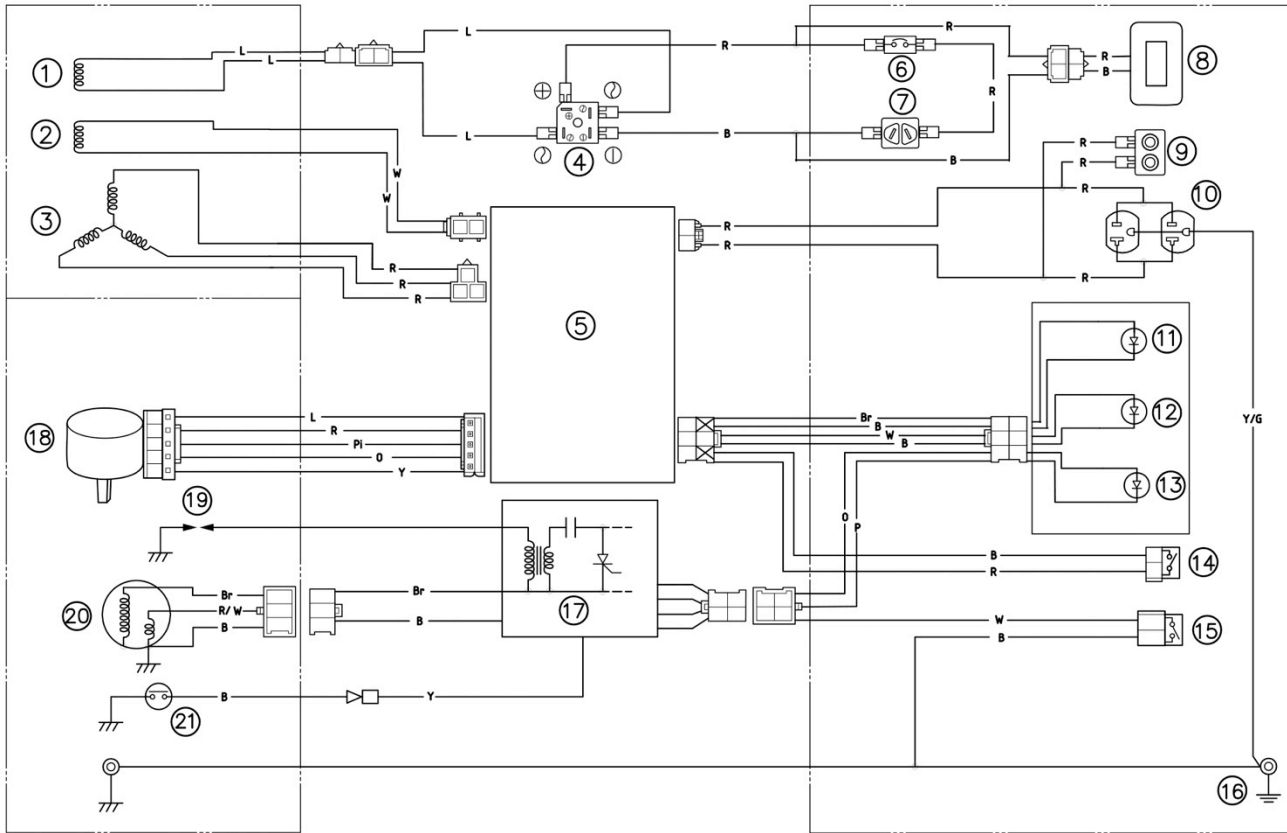 ① L L L R R ⑥ R B ⑧
② L B ⑦ R
③ ④ B R ⑨
W W
R R ⑩
R R R R R
⑤
⑪
⑱ L Br ⑫ Y/G
R B
Pi W
O B
Y ⑬
⑲ O P
B ⑭
R
⑳ Br Br ⑰
R/W
B B W ⑮
B
㉑ B Y
⑯